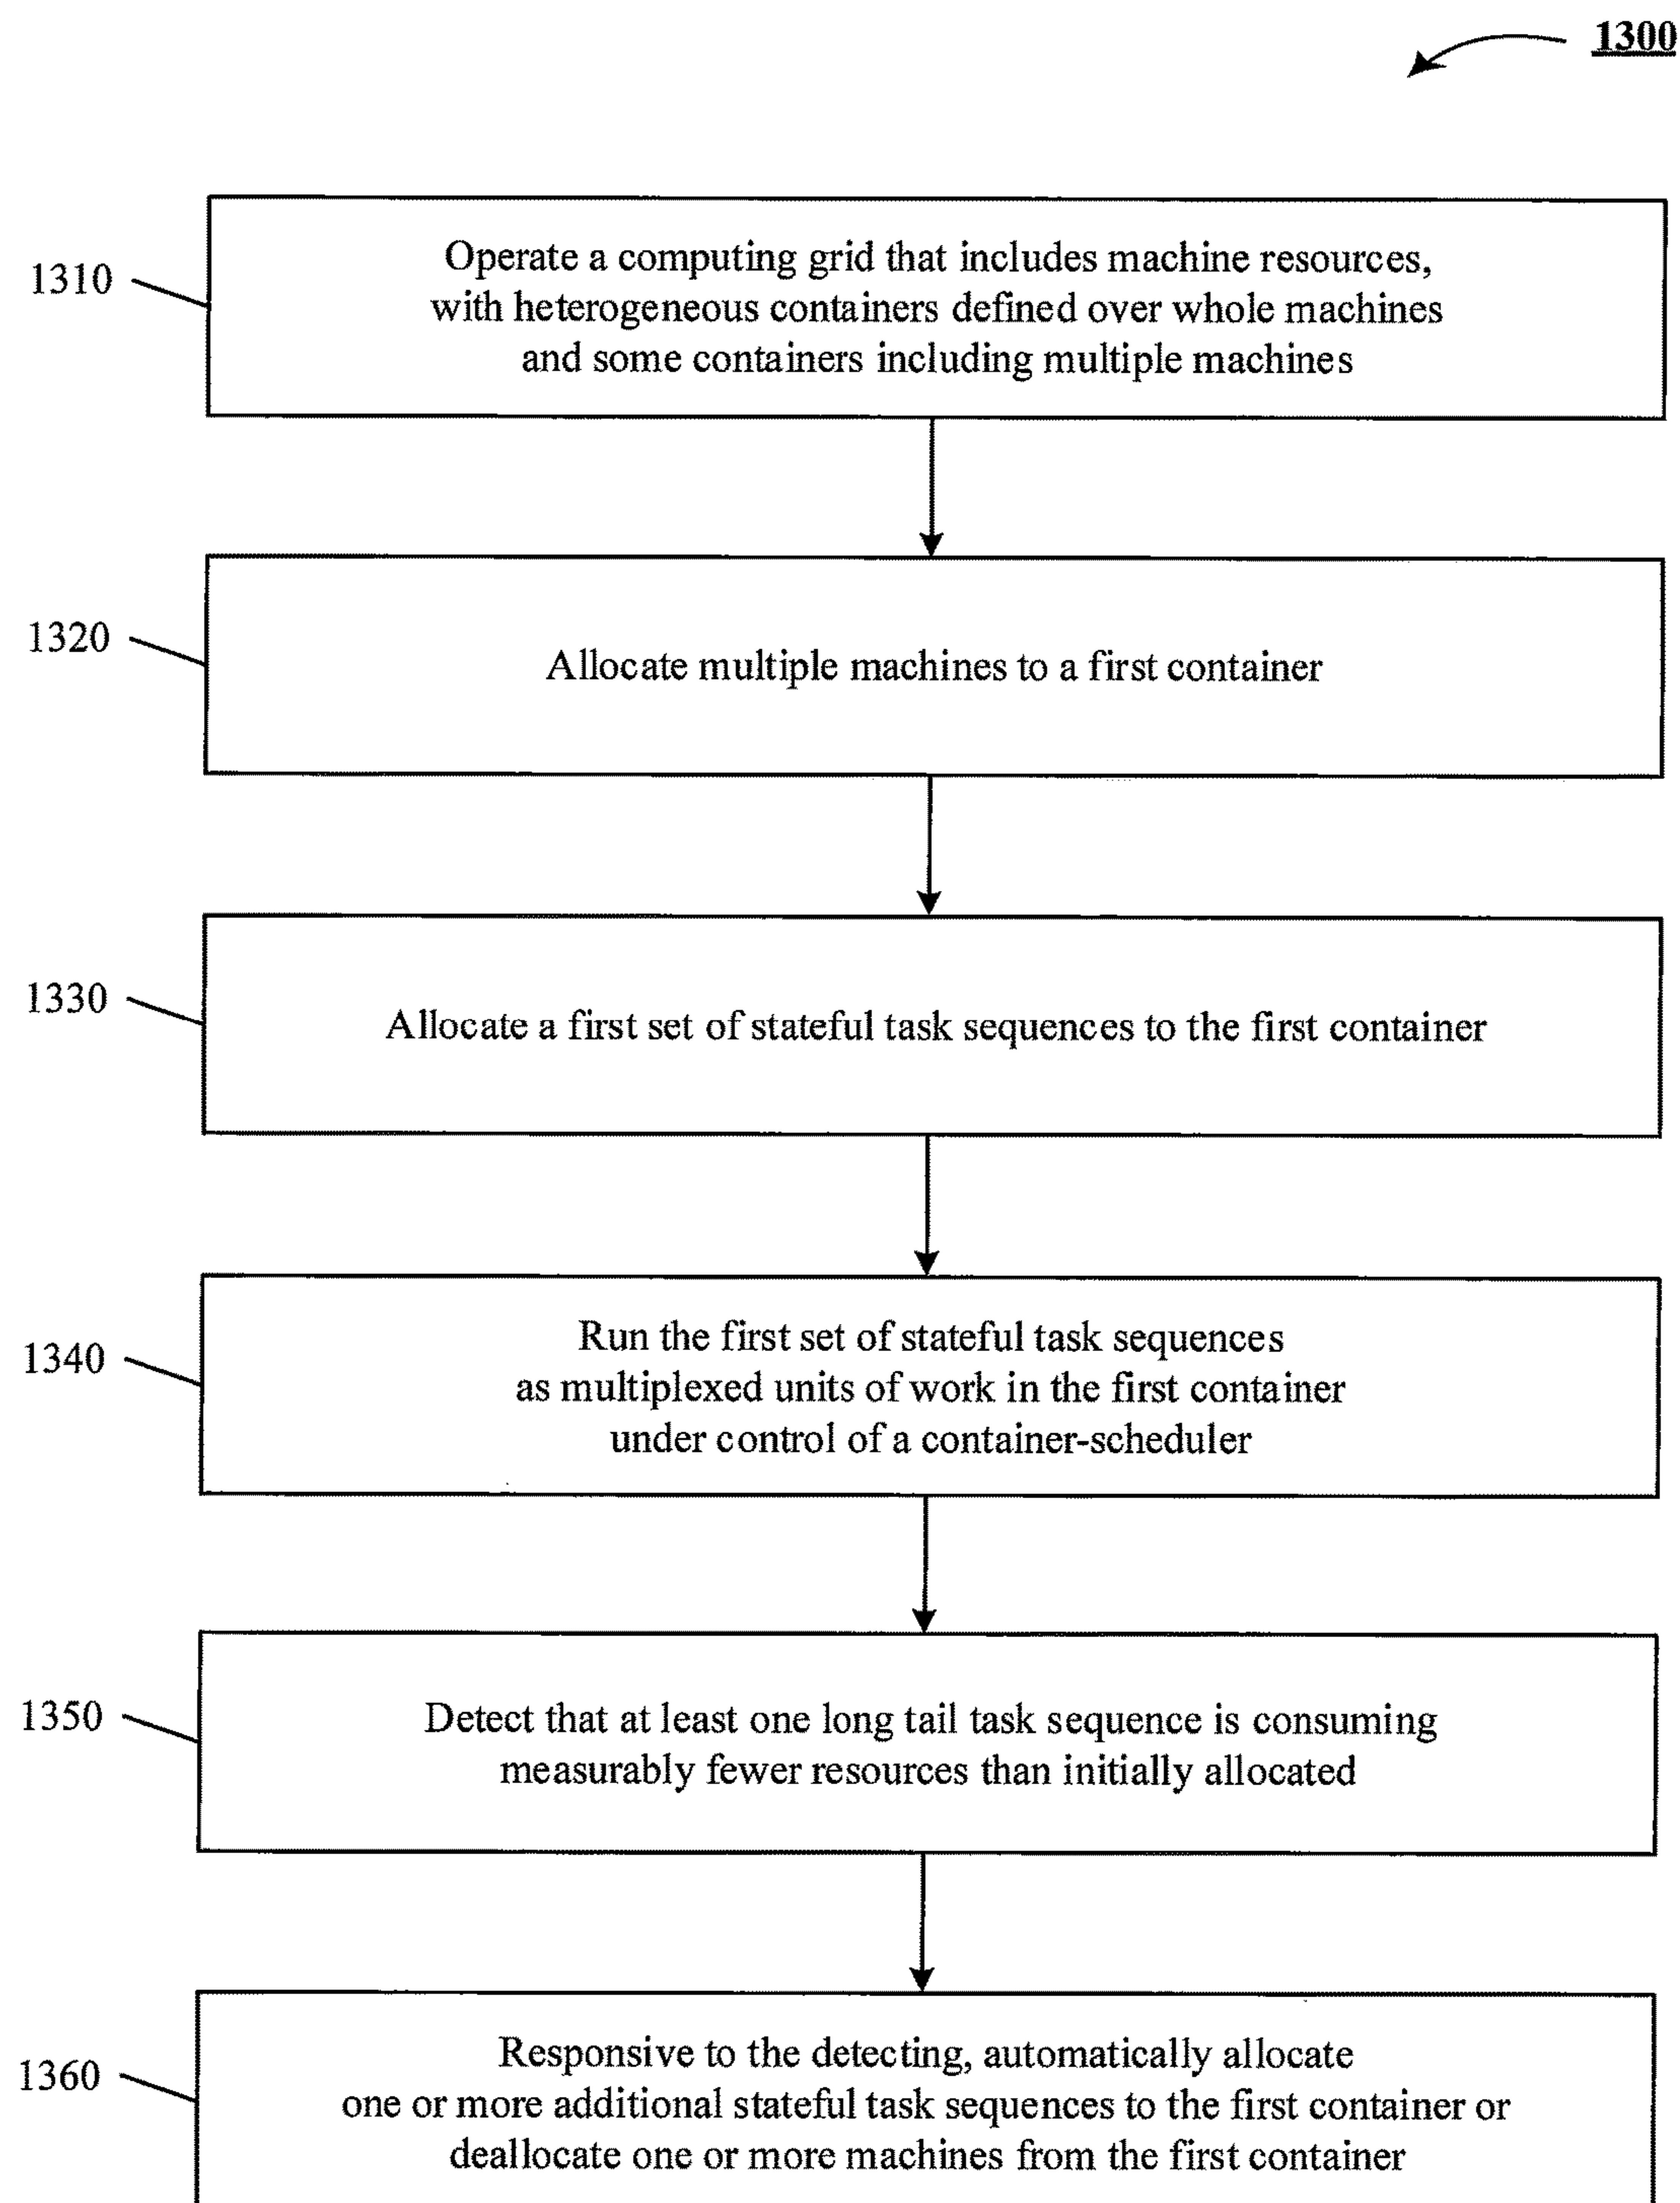 1300
1310
Operate a computing grid that includes machine resources,
with heterogeneous containers defined over whole machines
and some containers including multiple machines
1320
Allocate multiple machines to a first container
1330
Allocate a first set of stateful task sequences to the first container
1340
Run the first set of stateful task sequences
as multiplexed units of work in the first container
under control of a container-scheduler
1350
Detect that at least one long tail task sequence is consuming
measurably fewer resources than initially allocated
1360
Responsive to the detecting, automatically allocate
one or more additional stateful task sequences to the first container or
deallocate one or more machines from the first container